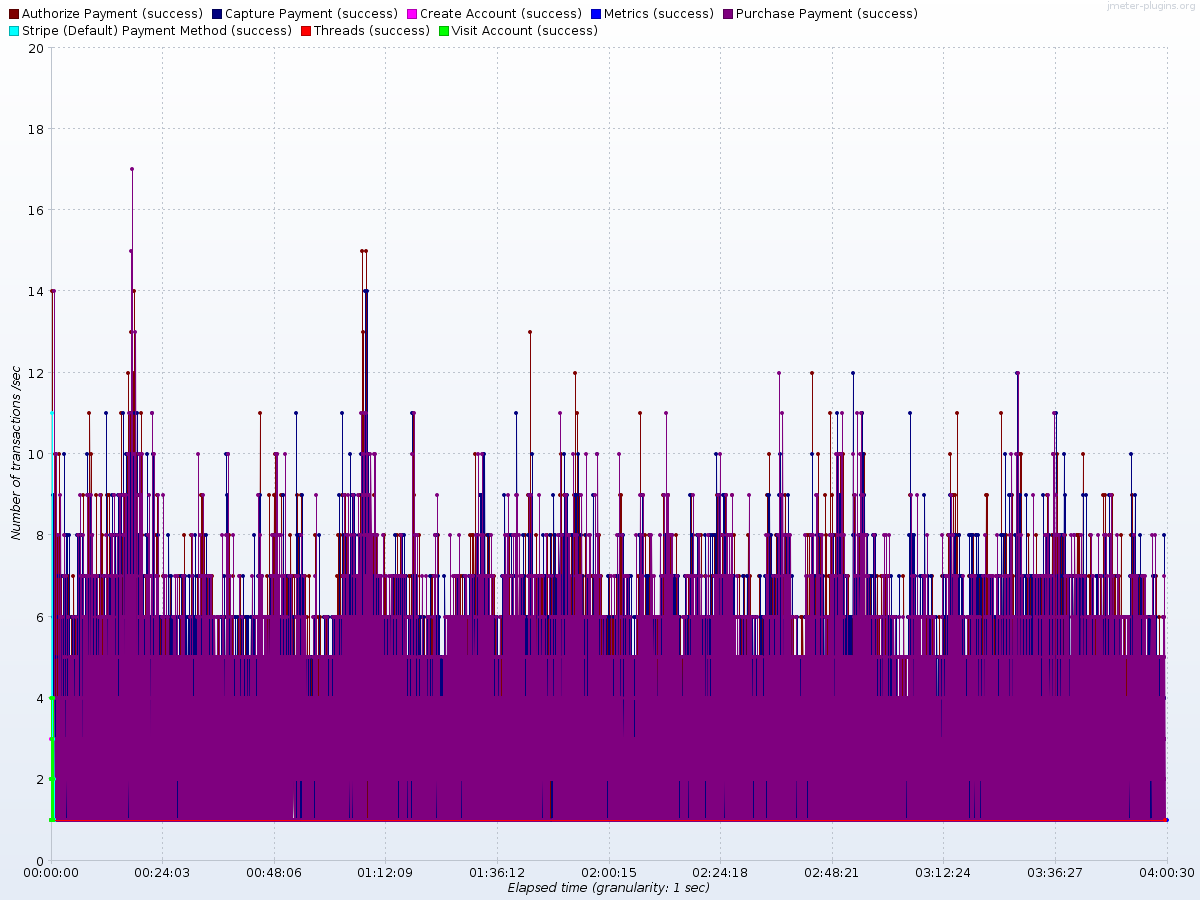 jmeter-plugins.org
Authorize Payment (success) Capture Payment (success) Create Account (success) Metrics (success) Purchase Payment (success)
Stripe (Default) Payment Method (success) Threads (success) Visit Account (success)
20
18
16
14
12
10
8
6
4
2
0
Number of transactions /sec
00:00:00 00:24:03 00:48:06 01:12:09 01:36:12 02:00:15 02:24:18 02:48:21 03:12:24 03:36:27 04:00:30
Elapsed time (granularity: 1 sec)